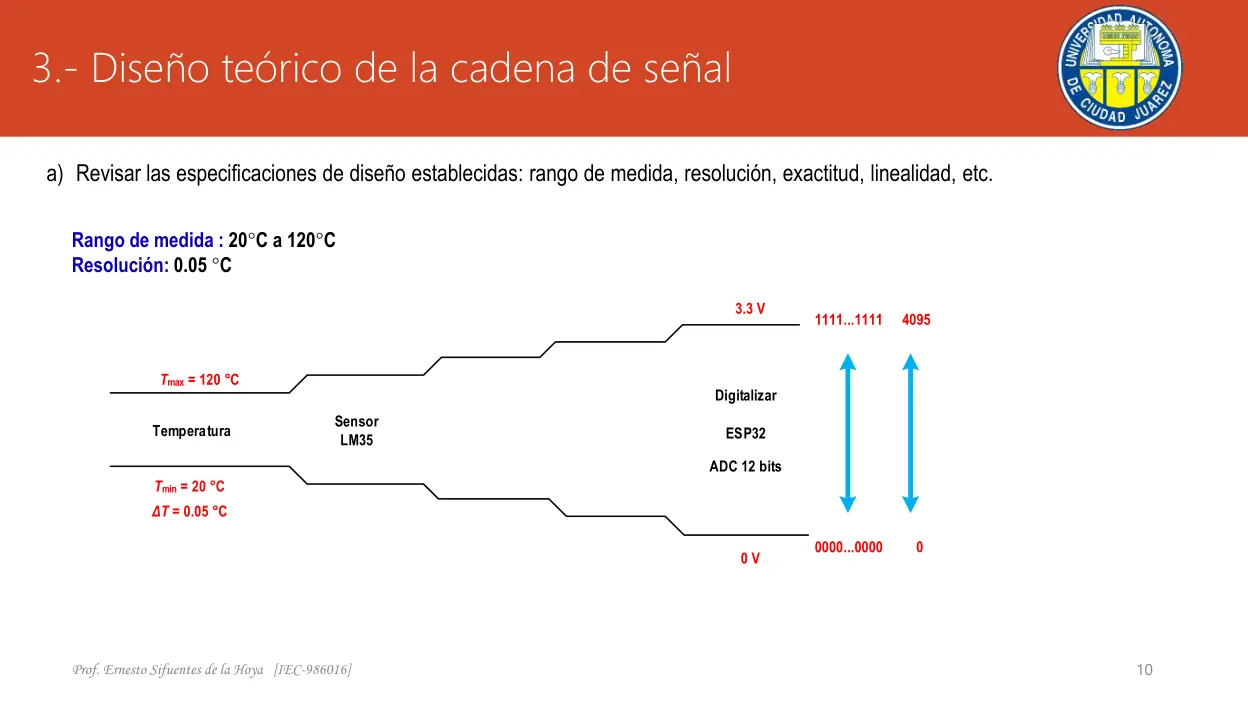 3.- Diseño teórico de la cadena de señal
UNIVERSIDAD AUTONOMA
DE CIUDAD JUAREZ
a) Revisar las especificaciones de diseño establecidas: rango de medida, resolución, exactitud, linealidad, etc.
Rango de medida : 20°C a 120°C
Resolución: 0.05 °C
3.3 V
1111...1111 4095
Tmax = 120 °C
Digitalizar
Sensor
LM35
Temperatura
ESP32
ADC 12 bits
Tmin = 20 °C
ΔT = 0.05 °C
0000...0000 0
0 V
Prof. Ernesto Sifuentes de la Hoya [IEC-986016]
10